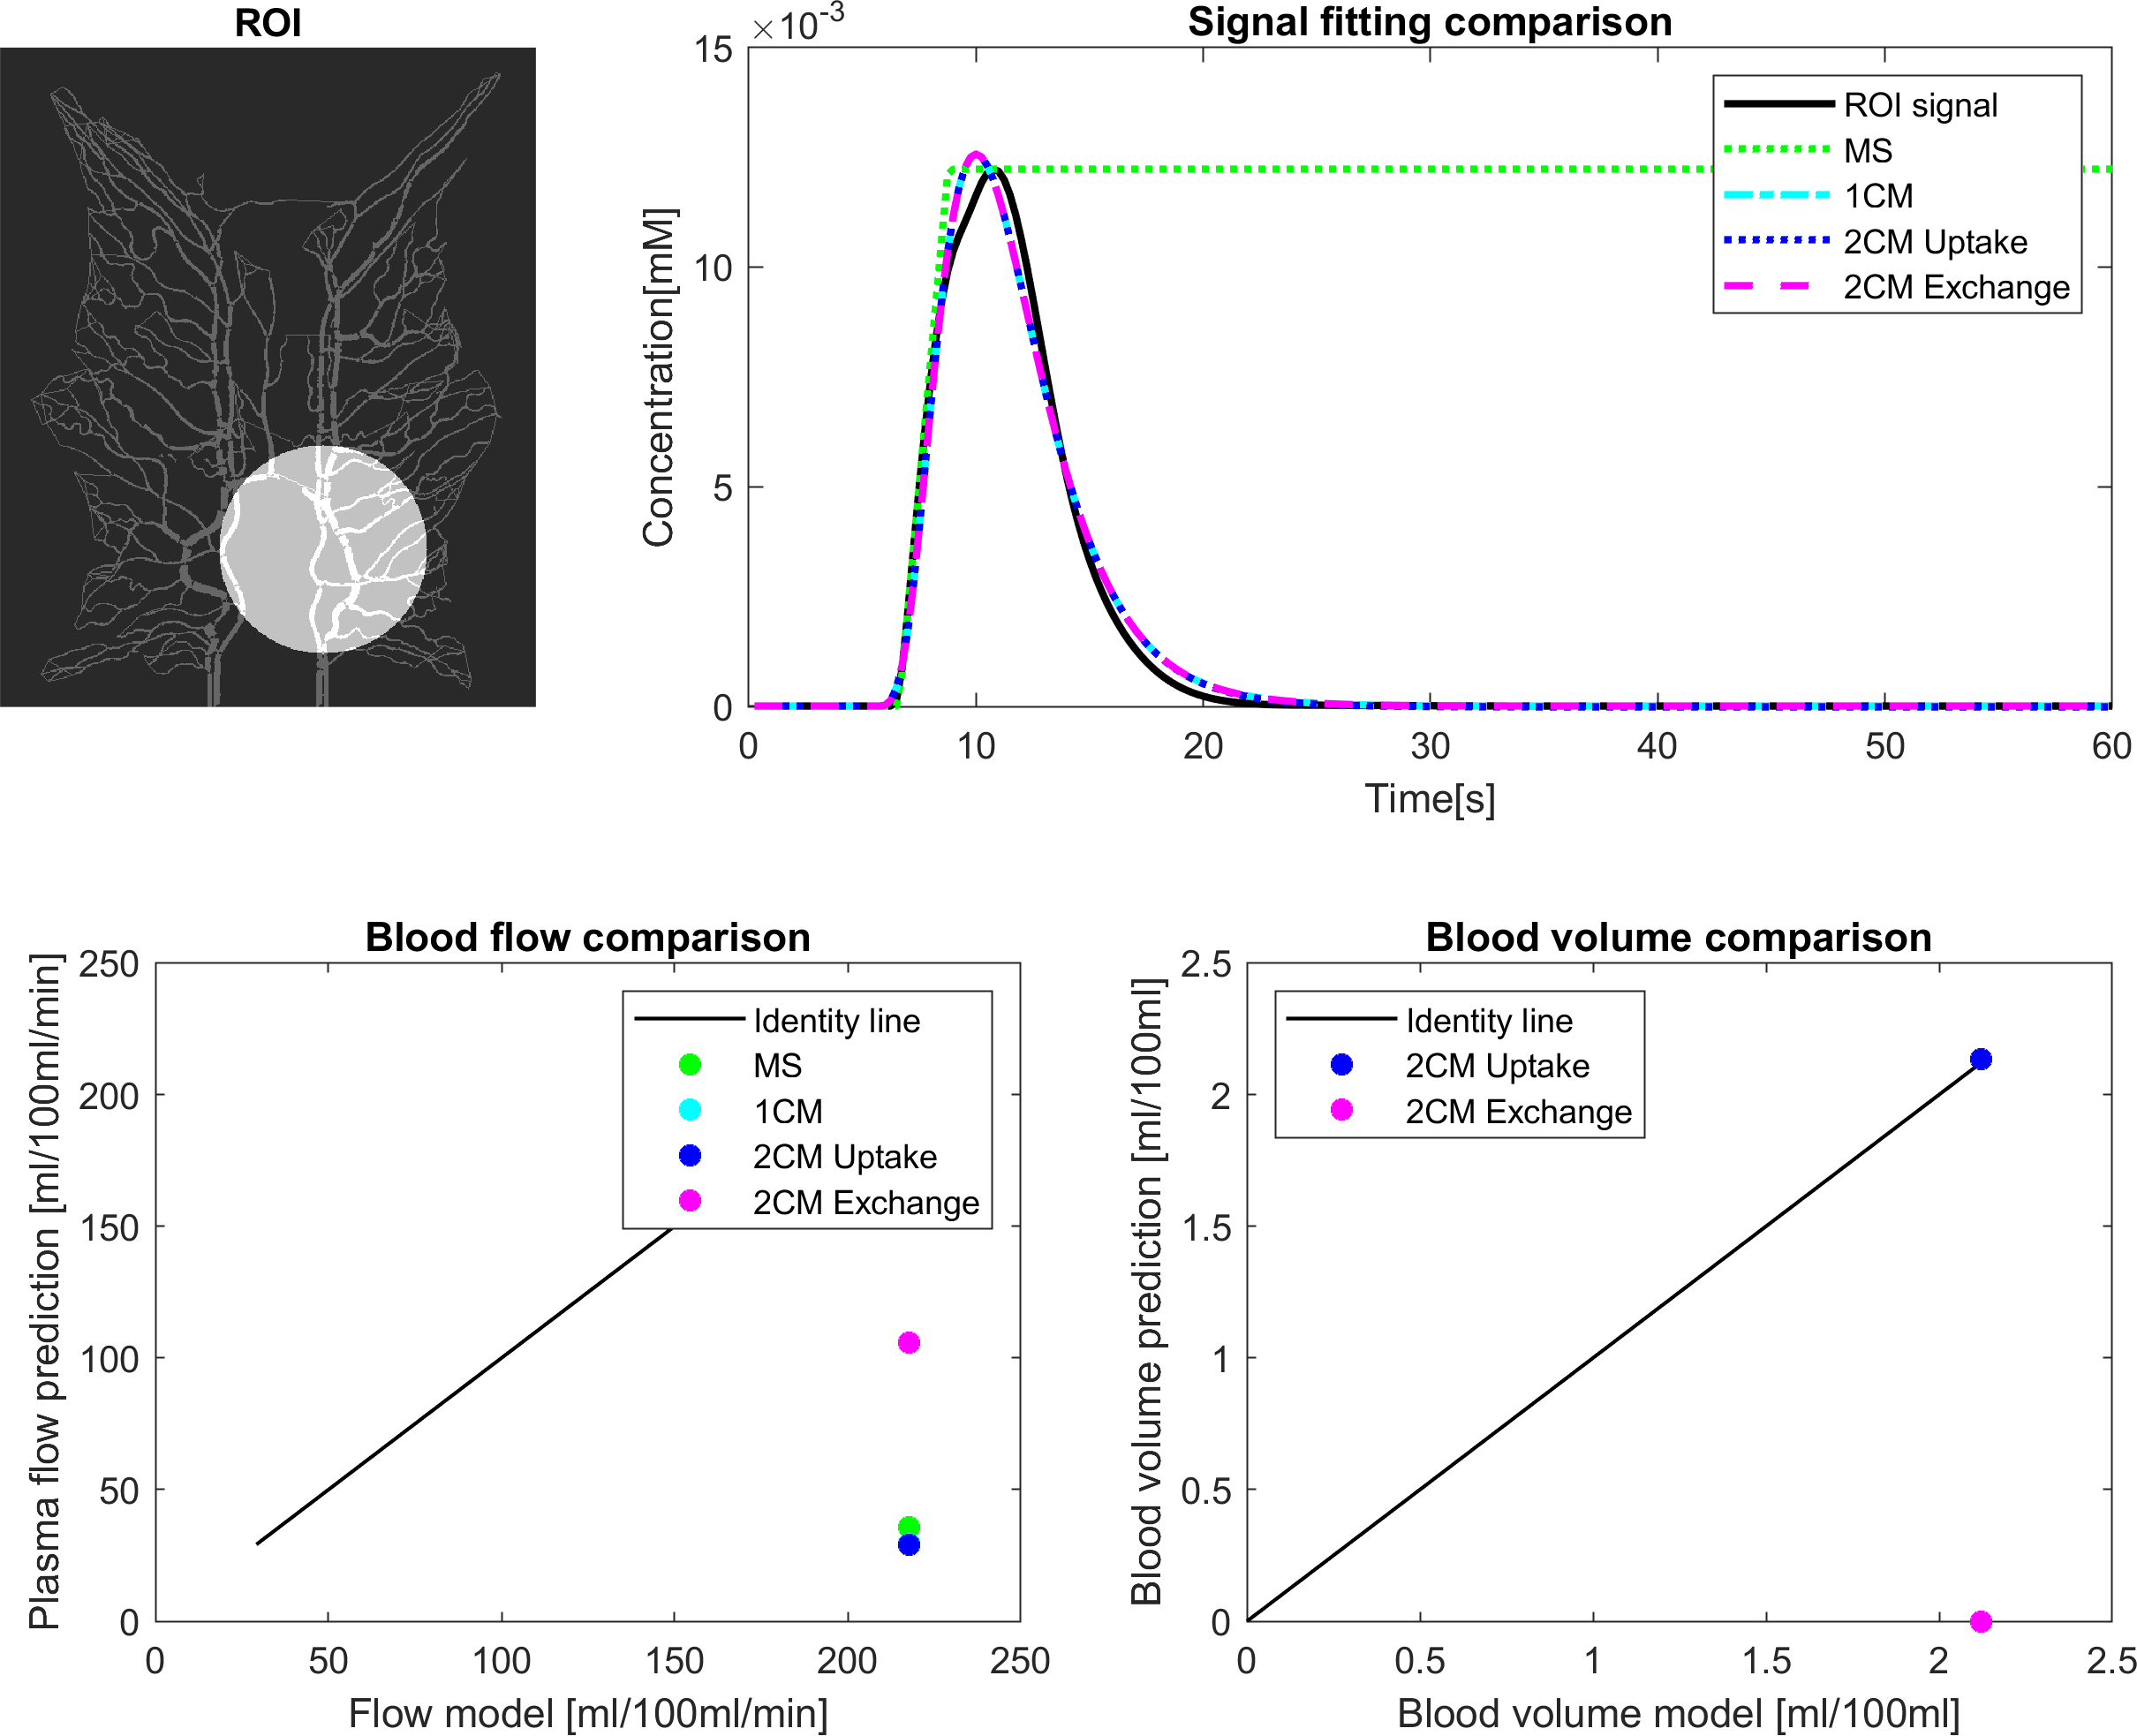 ROI
Signal fitting comparison
×10-3
15
10
5
0
Concentration[mM]
0 10 20 30 40 50 60
Time[s]
ROI signal
MS
1CM
2CM Uptake
2CM Exchange
Blood flow comparison
250
200
150
100
50
0
Plasma flow prediction [ml/100ml/min]
Identity line
MS
1CM
2CM Uptake
2CM Exchange
0 50 100 150 200 250
Flow model [ml/100ml/min]
Blood volume comparison
2.5
2
1.5
1
0.5
0
Blood volume prediction [ml/100ml]
Identity line
2CM Uptake
2CM Exchange
0 0.5 1 1.5 2 2.5
Blood volume model [ml/100ml]